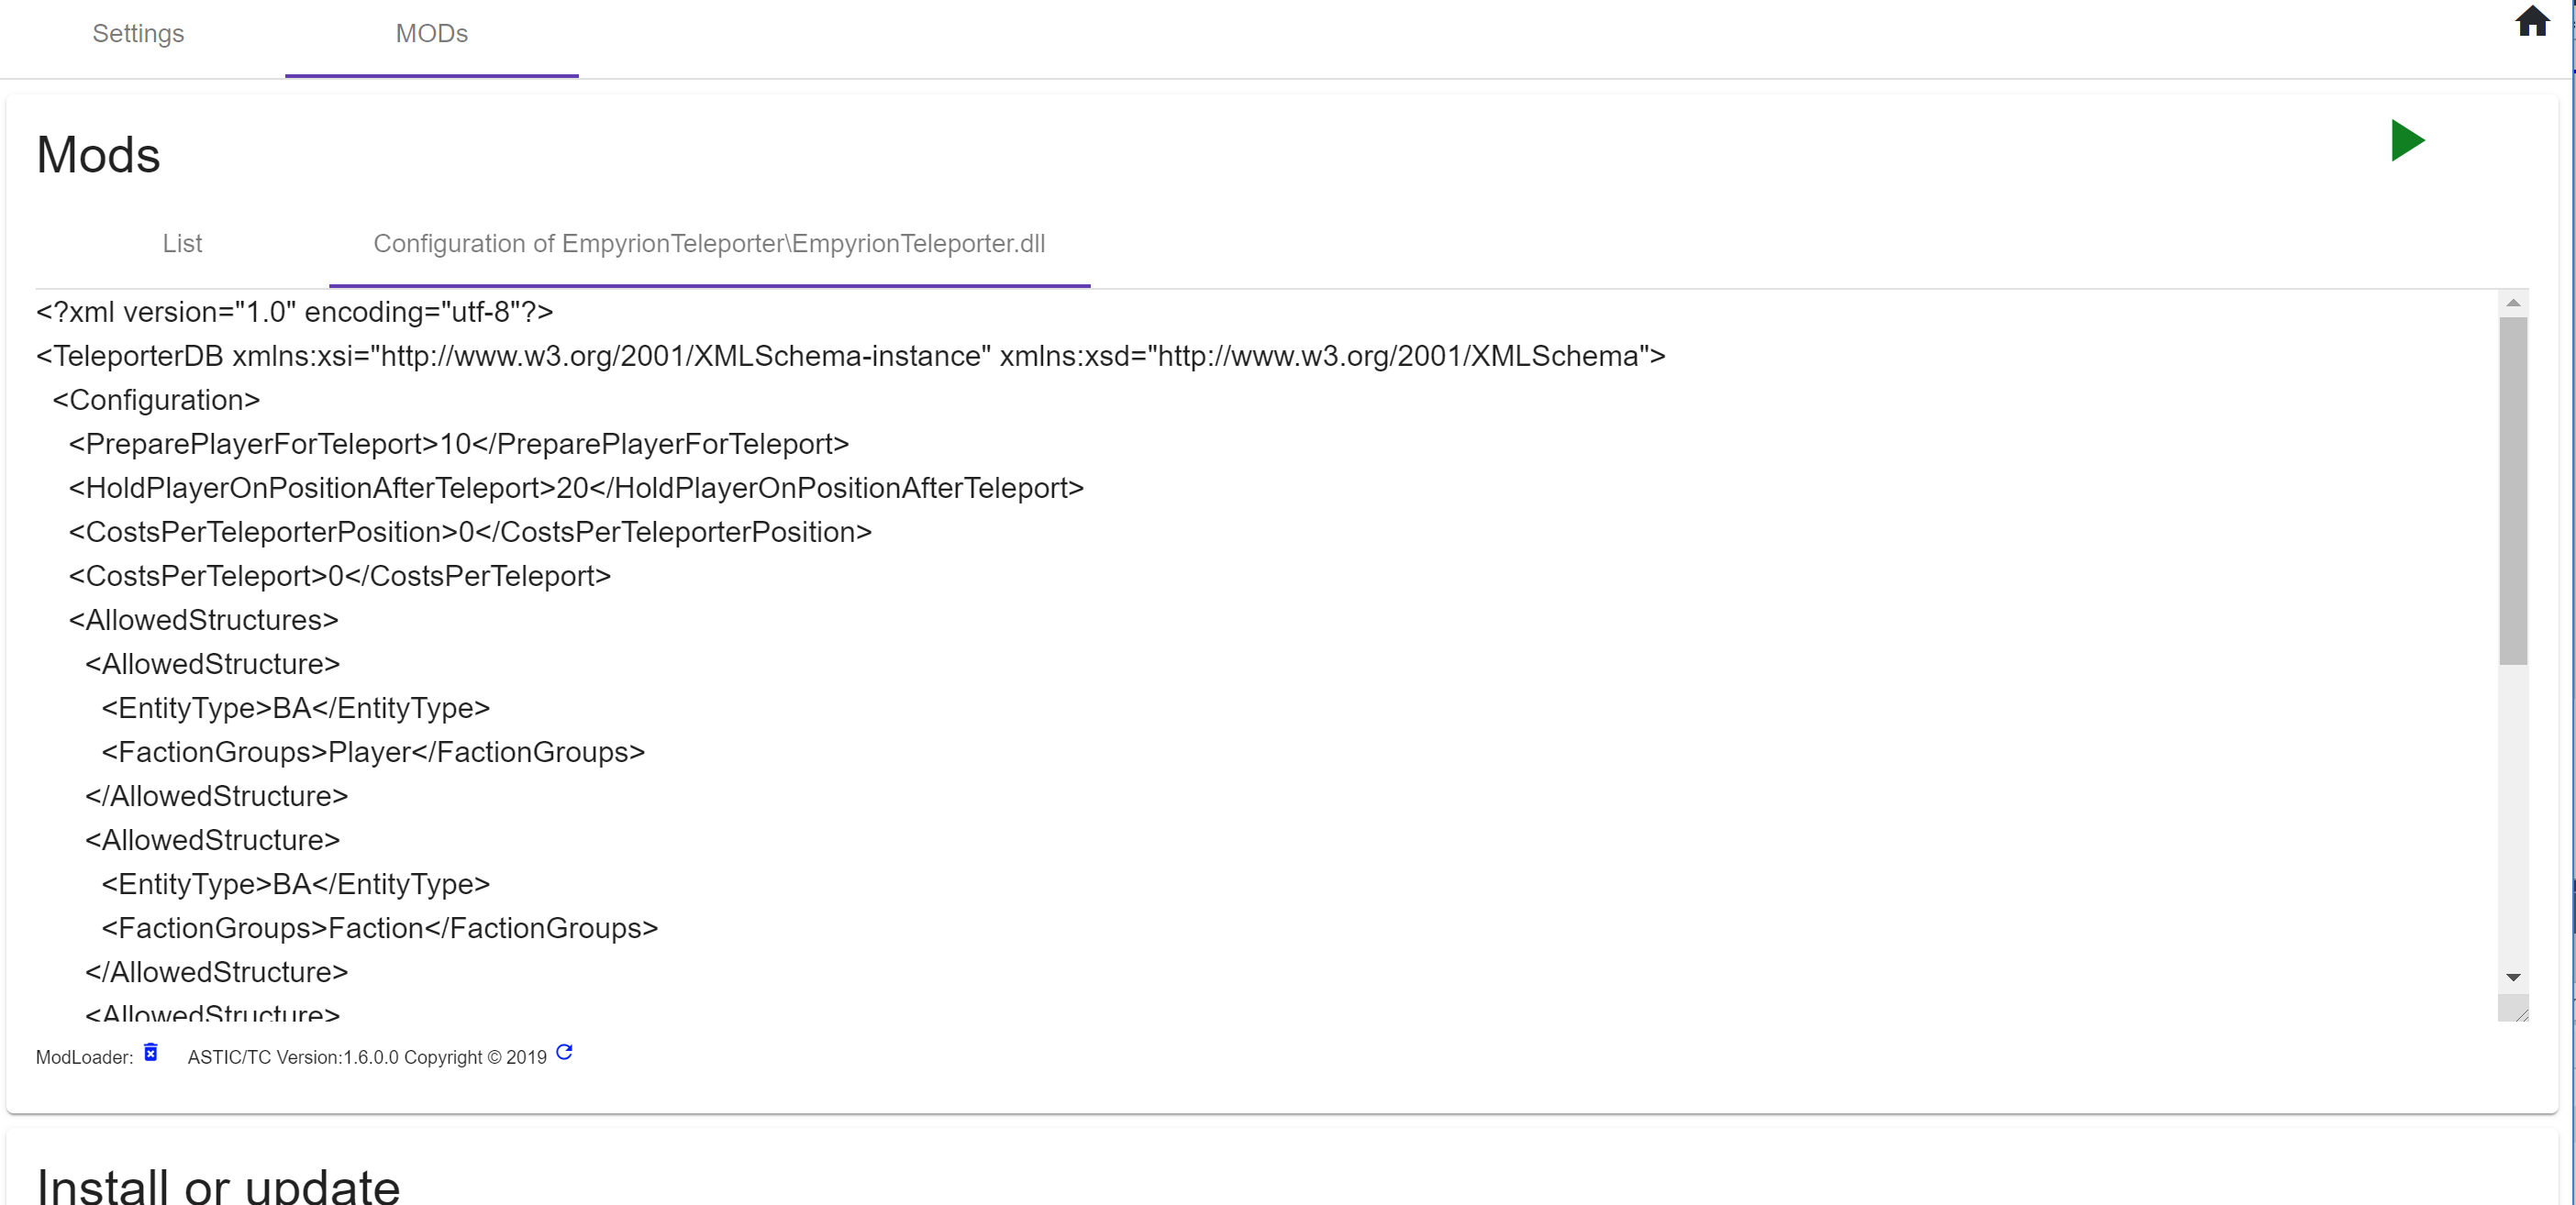 Settings MODs
Mods
List Configuration of EmpyrionTeleporter\EmpyrionTeleporter.dll
<?xml version="1.0" encoding="utf-8"?>
<TeleporterDB xmlns:xsi="http://www.w3.org/2001/XMLSchema-instance" xmlns:xsd="http://www.w3.org/2001/XMLSchema">
  <Configuration>
    <PreparePlayerForTeleport>10</PreparePlayerForTeleport>
    <HoldPlayerOnPositionAfterTeleport>20</HoldPlayerOnPositionAfterTeleport>
    <CostsPerTeleporterPosition>0</CostsPerTeleporterPosition>
    <CostsPerTeleport>0</CostsPerTeleport>
    <AllowedStructures>
      <AllowedStructure>
        <EntityType>BA</EntityType>
        <FactionGroups>Player</FactionGroups>
      </AllowedStructure>
      <AllowedStructure>
        <EntityType>BA</EntityType>
        <FactionGroups>Faction</FactionGroups>
      </AllowedStructure>
      <AllowedStructure>
ModLoader: ASTIC/TC Version:1.6.0.0 Copyright © 2019
Install or update